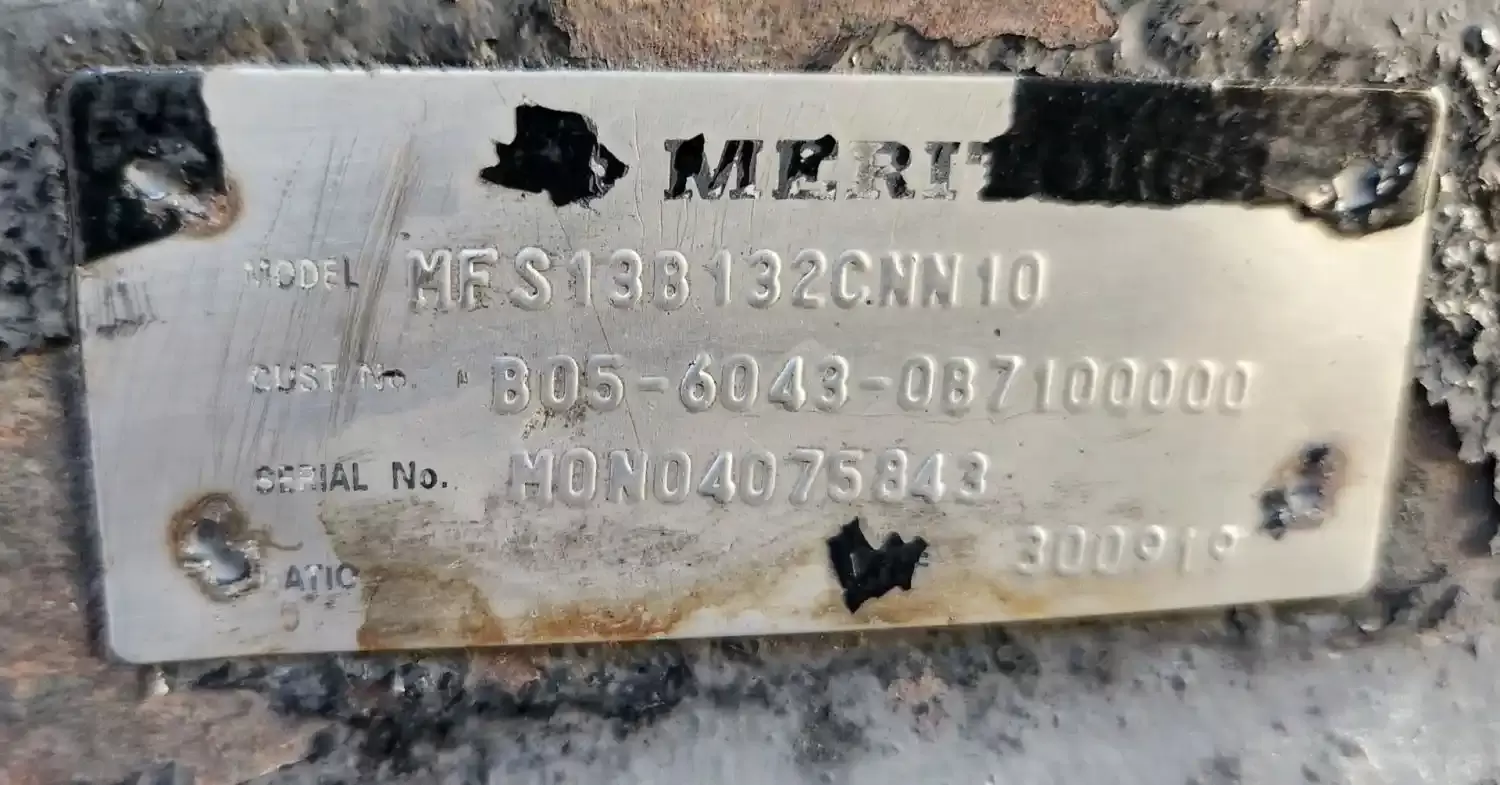 MERIT
MODEL MFS13B132CNN10
CUST. No. B05-6043-087100000
SERIAL No. MON04075843
ATIO 300919